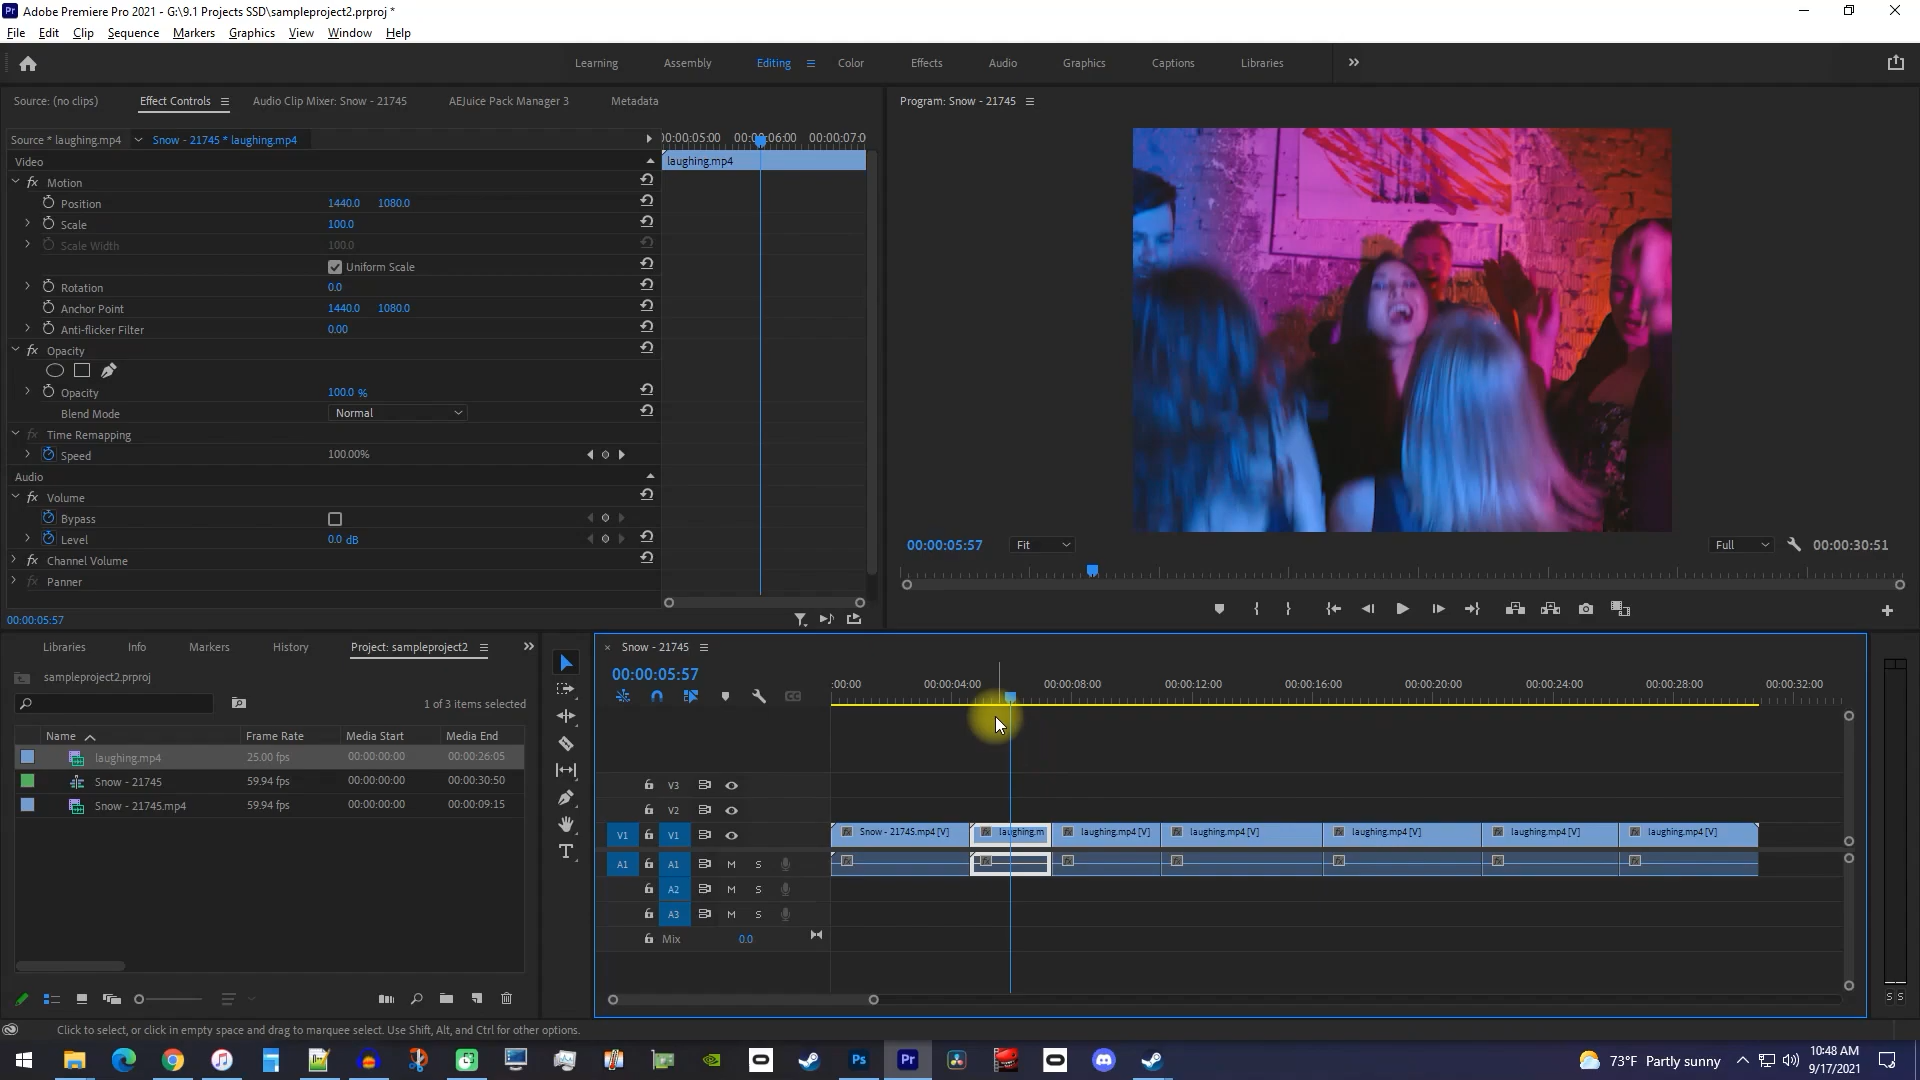 Adobe Premiere Pro 2021 - G:\9.1 Projects SSD\sampleproject2.prproj *
File Edit Clip Sequence Markers Graphics View Window Help
Learning Assembly Editing Color Effects Audio Graphics Captions Libraries
Source: (no clips) Effect Controls Audio Clip Mixer: Snow - 21745 AEJuice Pack Manager 3 Metadata
Program: Snow - 21745
Source * laughing.mp4 Snow - 21745 * laughing.mp4
00:00:05:00 00:00:06:00 00:00:07:0
Video
laughing.mp4
fx Motion
Position 1440.0 1080.0
Scale 100.0
Scale Width 100.0
Uniform Scale
Rotation 0.0
Anchor Point 1440.0 1080.0
Anti-flicker Filter 0.00
fx Opacity
Opacity 100.0 %
Blend Mode Normal
fx Time Remapping
Speed 100.00%
Audio
fx Volume
Bypass
Level 0.0 dB
fx Channel Volume
fx Panner
00:00:05:57
00:00:05:57 Fit Full 00:00:30:51
Libraries Info Markers History Project: sampleproject2
sampleproject2.prproj
1 of 3 items selected
Name Frame Rate Media Start Media End
laughing.mp4 25.00 fps 00:00:00:00 00:00:26:05
Snow - 21745 59.94 fps 00:00:00:00 00:00:30:50
Snow - 21745.mp4 59.94 fps 00:00:00:00 00:00:09:15
× Snow - 21745
00:00:05:57
:00:00 00:00:04:00 00:00:08:00 00:00:12:00 00:00:16:00 00:00:20:00 00:00:24:00 00:00:28:00 00:00:32:00
V3
V2
V1 V1 Snow - 21745.mp4 [V] laughing.m laughing.mp4 [V] laughing.mp4 [V] laughing.mp4 [V] laughing.mp4 [V] laughing.mp4 [V]
A1 A1 M S
A2 M S
A3 M S
Mix 0.0
S S
Click to select, or click in empty space and drag to marquee select. Use Shift, Alt, and Ctrl for other options.
Ps Pr
73°F Partly sunny
10:48 AM
9/17/2021